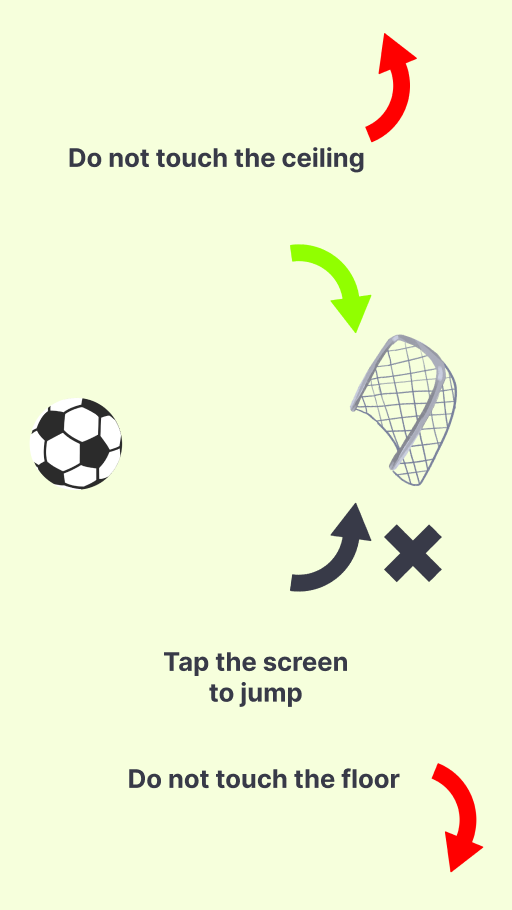 Do not touch the ceiling
Tap the screen
to jump
Do not touch the floor